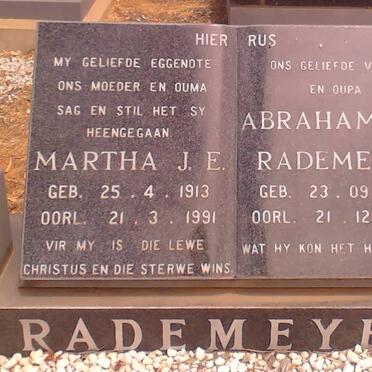 HIER RUS
MY GELIEFDE EGGENOTE
ONS MOEDER EN OUMA
SAG EN STIL HET SY
HEENGEGAAN.
MARTHA J. E.
GEB. 25 . 4 . 1913
OORL. 21 . 3 . 1991
VIR MY IS DIE LEWE
CHRISTUS EN DIE STERWE WINS.
ONS GELIEFDE V
EN OUPA
ABRAHAM
RADEME
GEB. 23 . 09
OORL. 21 . 12
WAT HY KON HET H
RADEMEYE